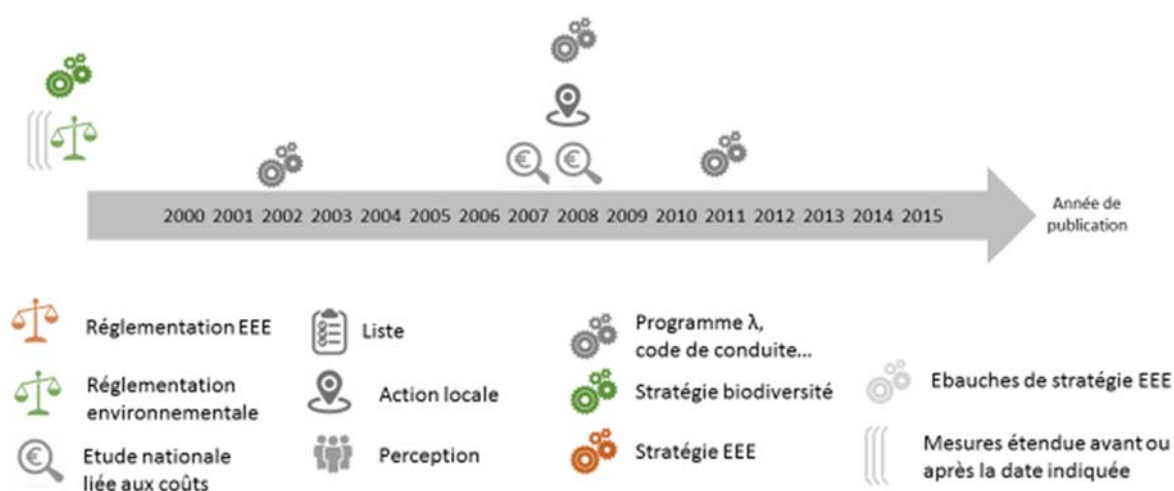 2000 2001 2002 2003 2004 2005 2006 2007 2008 2009 2010 2011 2012 2013 2014 2015
Année de
publication
Réglementation EEE
Réglementation
environnementale
€ Etude nationale
liée aux coûts
Liste
Action locale
Perception
Programme λ,
code de conduite...
Stratégie biodiversité
Stratégie EEE
Ebauches de stratégie EEE
Mesures étendue avant ou
après la date indiquée